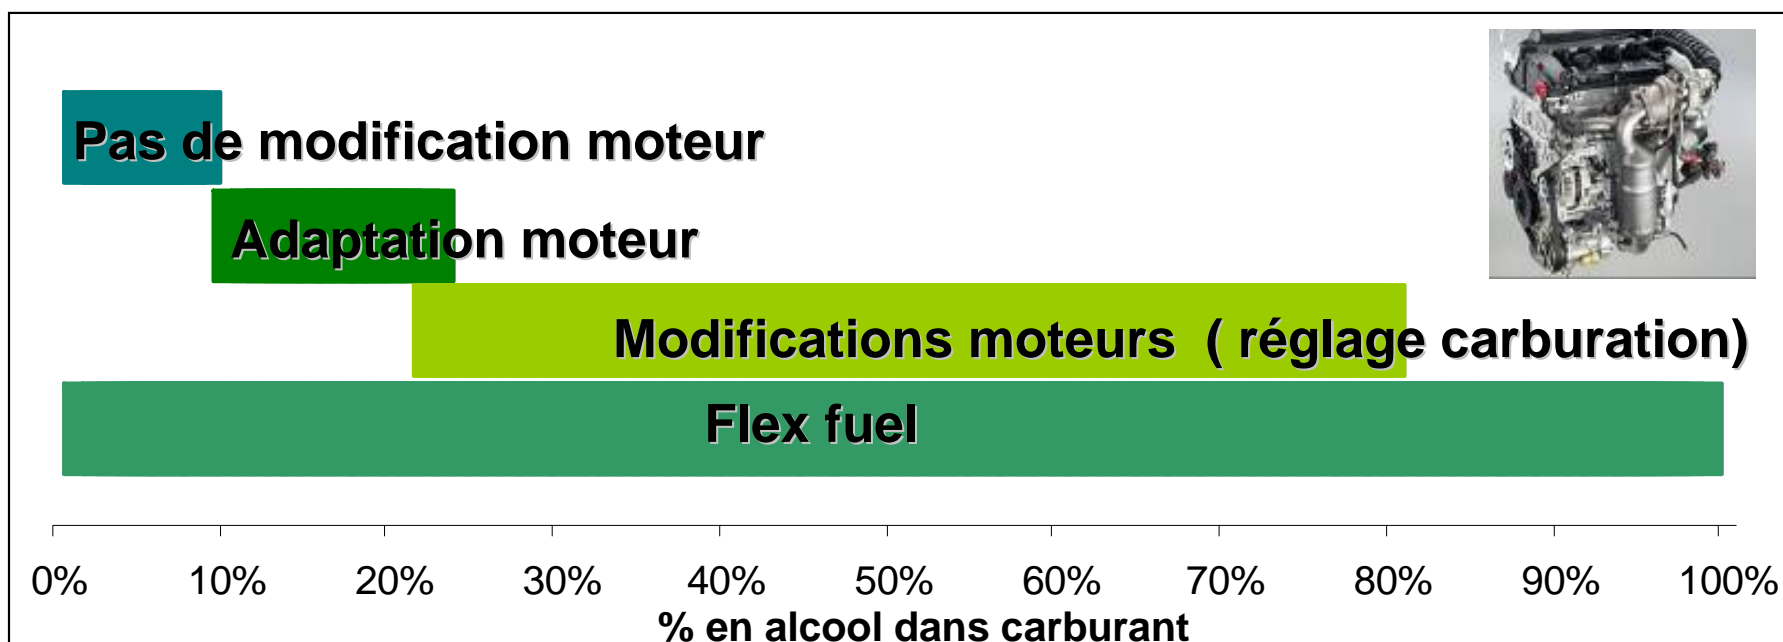 Pas de modification moteur
Adaptation moteur
Modifications moteurs ( réglage carburation)
Flex fuel
0% 10% 20% 30% 40% 50% 60% 70% 80% 90% 100%
% en alcool dans carburant